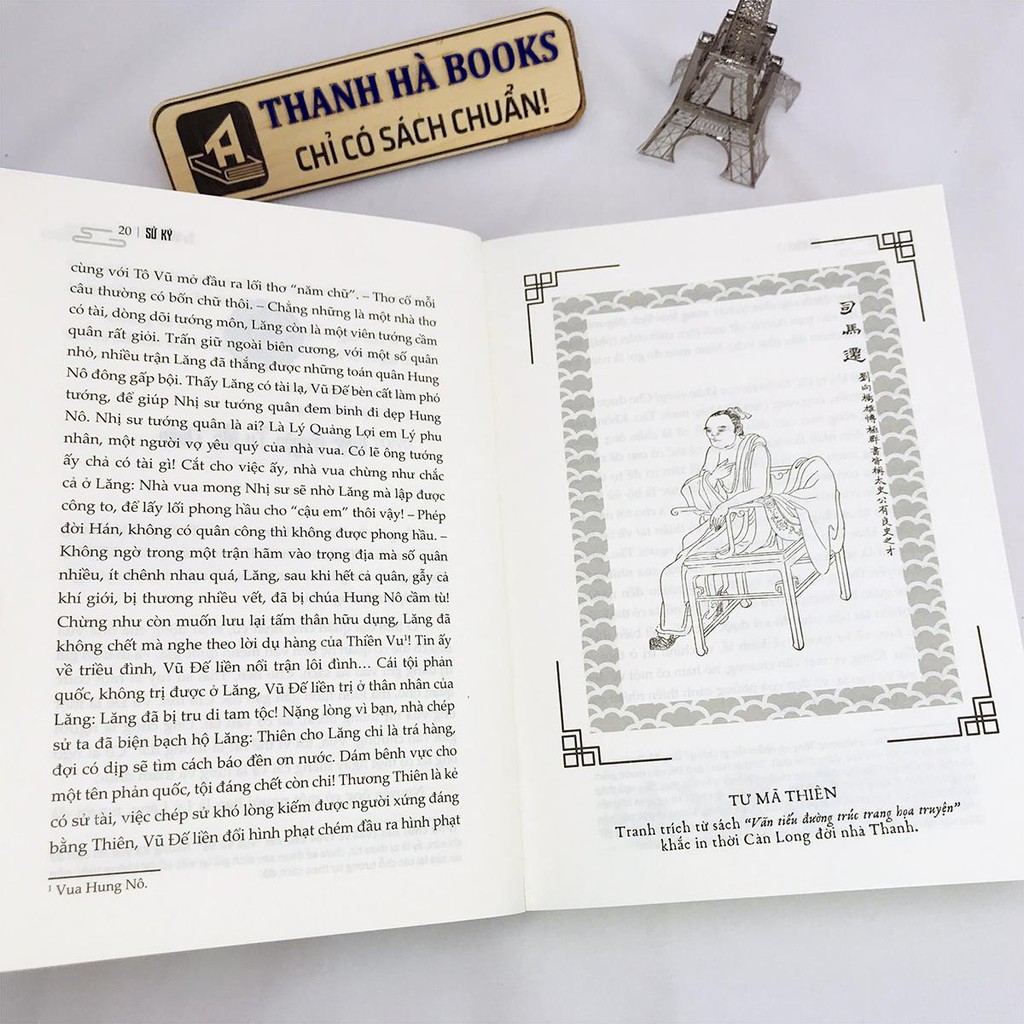 THANH HÀ BOOKS
CHỈ CÓ SÁCH CHUẨN!
20 | SỬ KÝ
cùng với Tô Vũ mở đầu ra lối thơ “năm chữ”. – Thơ cổ mỗi
câu thường có bốn chữ thôi. – Chẳng những là một nhà thơ
có tài, dòng dõi tướng môn, Lăng còn là một viên tướng cầm
quân rất giỏi. Trấn giữ ngoài biên cương, với một số quân
nhỏ, nhiều trận Lăng đã thắng được những toán quân Hung
Nô đông gấp bội. Thấy Lăng có tài lạ, Vũ Đế bèn cất làm phó
tướng, để giúp Nhị sư tướng quân đem binh đi dẹp Hung
Nô. Nhị sư tướng quân là ai? Là Lý Quảng Lợi em Lý phu
nhân, một người vợ yêu quý của nhà vua. Có lẽ ông tướng
ấy chả có tài gì! Cắt cho việc ấy, nhà vua chừng như chắc
cả ở Lăng: Nhà vua mong Nhị sư sẽ nhờ Lăng mà lập được
công to, để lấy lối phong hầu cho “cậu em” thôi vậy! – Phép
đời Hán, không có quân công thì không được phong hầu. –
Không ngờ trong một trận hãm vào trọng địa mà số quân
nhiều, ít chênh nhau quá, Lăng, sau khi hết cả quân, gẫy cả
khí giới, bị thương nhiều vết, đã bị chúa Hung Nô cầm tù!
Chừng như còn muốn lưu lại tấm thân hữu dụng, Lăng đã
không chết mà nghe theo lời dụ hàng của Thiền Vu¹! Tin ấy
về triều đình, Vũ Đế liền nổi trận lôi đình... Cái tội phản
quốc, không trị được ở Lăng, Vũ Đế liền trị ở thân nhân của
Lăng: Lăng đã bị tru di tam tộc! Nặng lòng vì bạn, nhà chép
sử ta đã biện bạch hộ Lăng: Thiên cho Lăng chỉ là trá hàng,
đợi có dịp sẽ tìm cách báo đền ơn nước. Dám bênh vực cho
một tên phản quốc, tội đáng chết còn chi! Thương Thiên là kẻ
có sử tài, việc chép sử khó lòng kiếm được người xứng đáng
bằng Thiên, Vũ Đế liền đổi hình phạt chém đầu ra hình phạt
¹ Vua Hung Nô.
司馬遷
劉向楊雄博極群書皆稱太史公有良史之才
TƯ MÃ THIÊN
Tranh trích từ sách “Vãn tiếu đường trúc trang họa truyện”
khắc in thời Càn Long đời nhà Thanh.